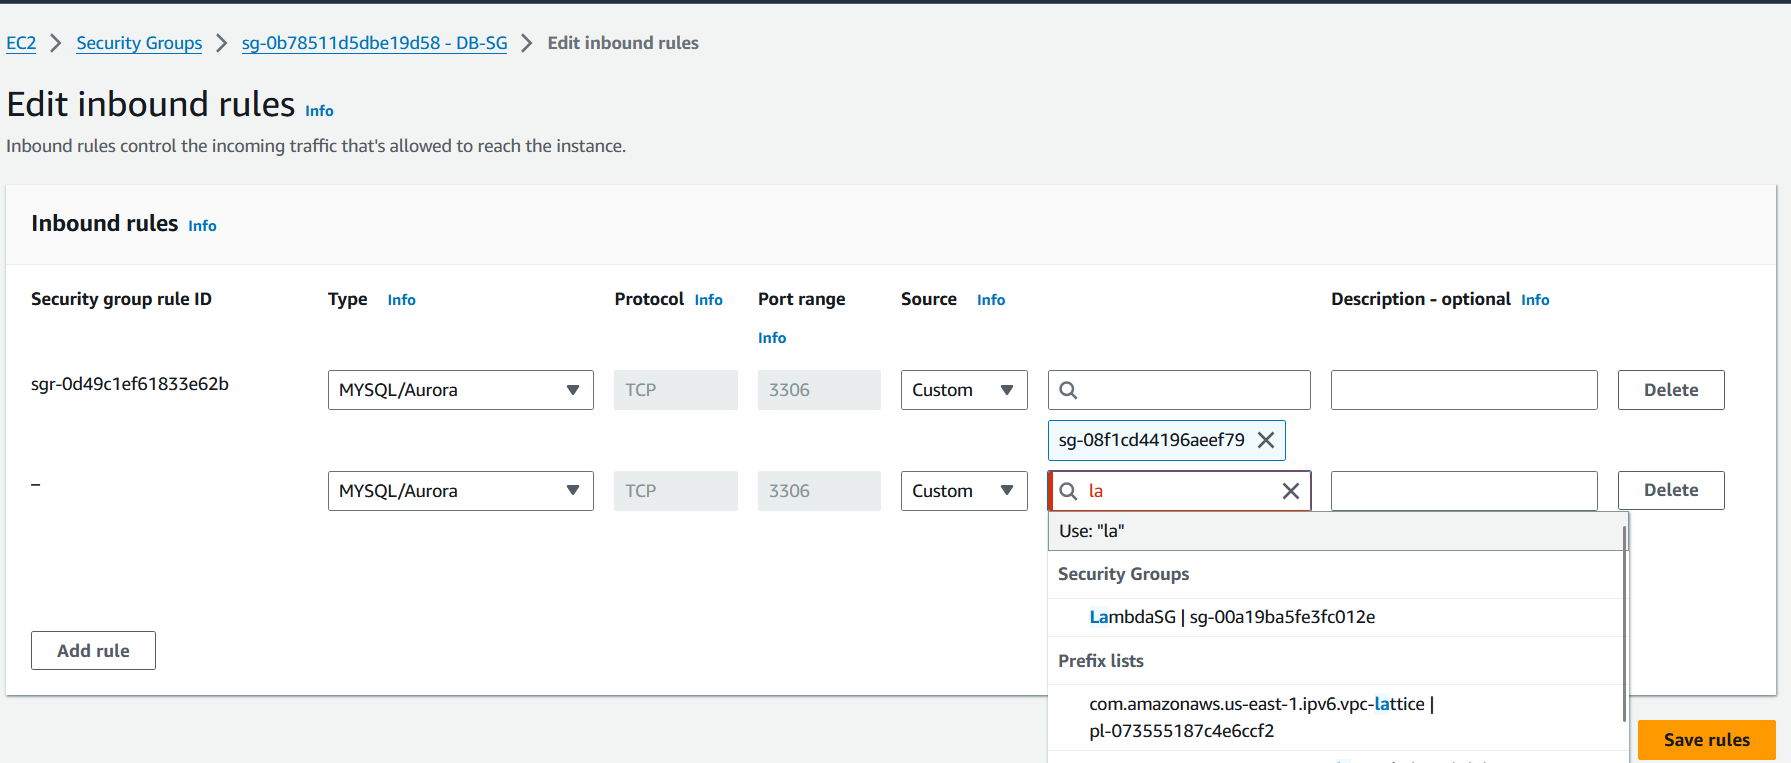 EC2 > Security Groups > sg-0b78511d5dbe19d58 - DB-SG > Edit inbound rules
Edit inbound rules Info
Inbound rules control the incoming traffic that's allowed to reach the instance.
Inbound rules Info
Security group rule ID Type Info Protocol Info Port range Source Info Description - optional Info
Info
sgr-0d49c1ef61833e62b MYSQL/Aurora TCP 3306 Custom Delete
sg-08f1cd44196aeef79
– MYSQL/Aurora TCP 3306 Custom la Delete
Use: "la"
Security Groups
LambdaSG | sg-00a19ba5fe3fc012e
Add rule
Prefix lists
com.amazonaws.us-east-1.ipv6.vpc-lattice |
pl-073555187c4e6ccf2
Save rules